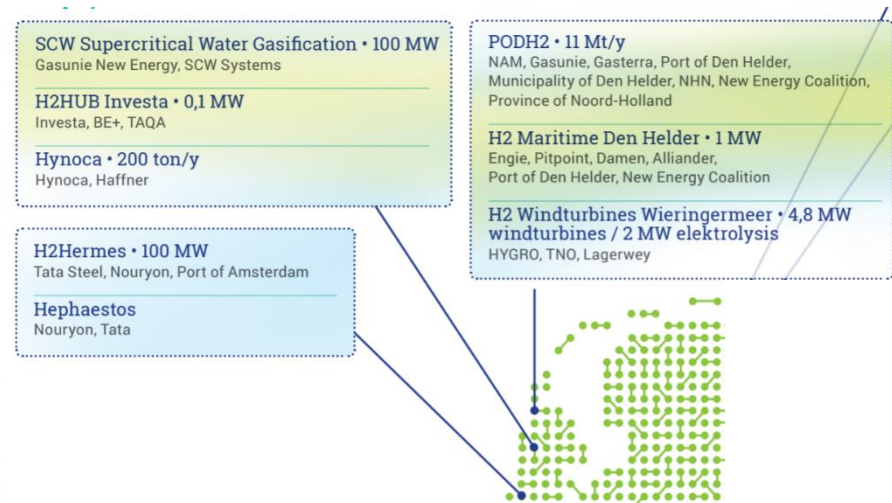 SCW Supercritical Water Gasification • 100 MW
Gasunie New Energy, SCW Systems
H2HUB Investa • 0,1 MW
Investa, BE+, TAQA
Hynoca • 200 ton/y
Hynoca, Haffner
H2Hermes • 100 MW
Tata Steel, Nouryon, Port of Amsterdam
Hephaestos
Nouryon, Tata
PODH2 • 11 Mt/y
NAM, Gasunie, Gasterra, Port of Den Helder,
Municipality of Den Helder, NHN, New Energy Coalition,
Province of Noord-Holland
H2 Maritime Den Helder • 1 MW
Engie, Pitpoint, Damen, Alliander,
Port of Den Helder, New Energy Coalition
H2 Windturbines Wieringermeer • 4,8 MW
windturbines / 2 MW elektrolysis
HYGRO, TNO, Lagerwey